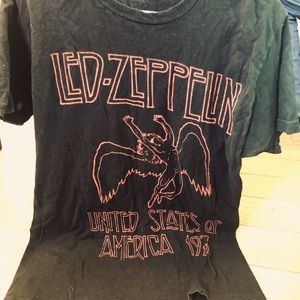 LED-ZEPPELIN
UNITED STATES OF
AMERICA